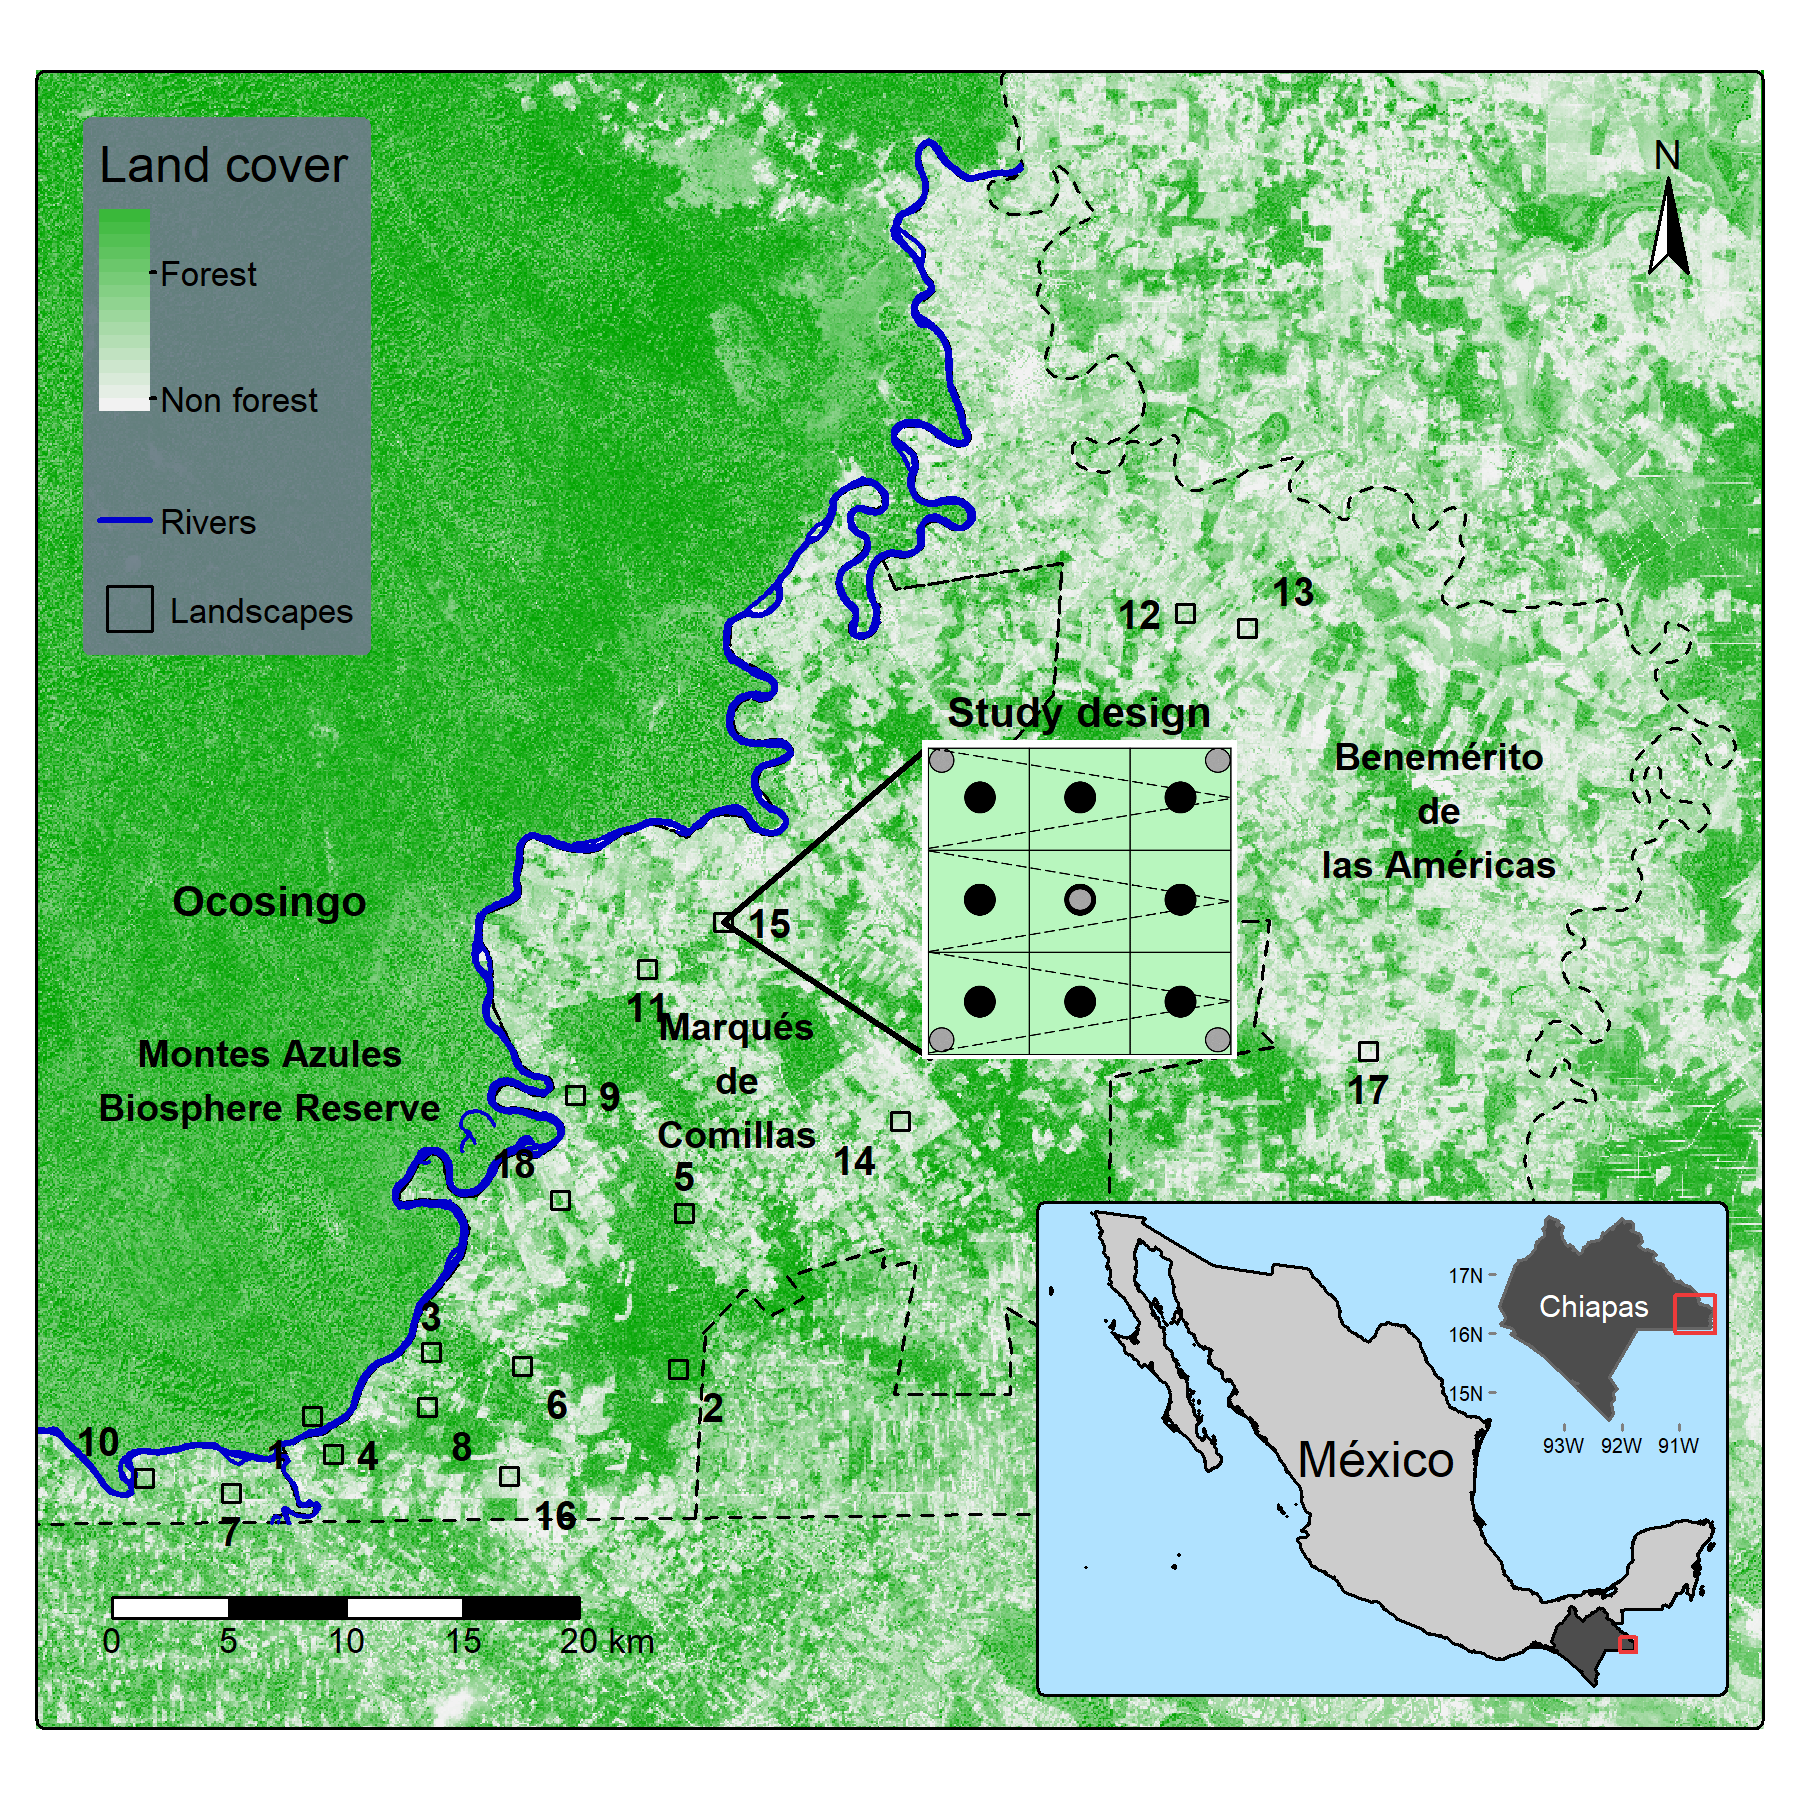 Land cover
Forest
Non forest
Rivers
Landscapes
N
13
12
Study design
Benemérito
de
las Américas
Ocosingo
15
11
Marqués
de
Comillas
Montes Azules
Biosphere Reserve
9
17
14
18
5
3
2
6
8
10
1
4
16
7
0
5
10
15
20 km
17N
16N
15N
Chiapas
93W
92W
91W
México